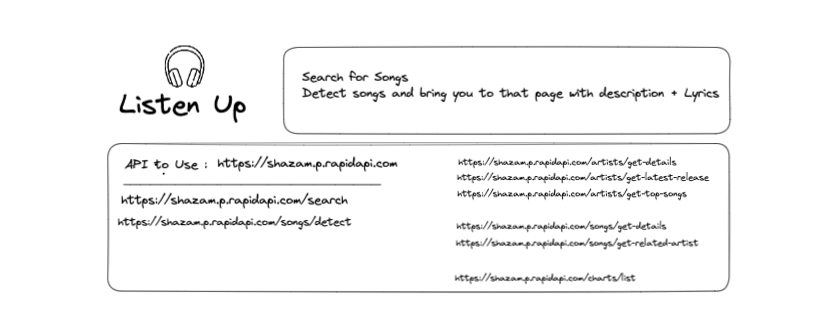 Listen Up
Search for Songs
Detect songs and bring you to that page with description + Lyrics
API to Use : https://shazam.p.rapidapi.com
https://shazam.p.rapidapi.com/search
https://shazam.p.rapidapi.com/songs/detect
https://shazam.p.rapidapi.com/artists/get-details
https://shazam.p.rapidapi.com/artists/get-latest-release
https://shazam.p.rapidapi.com/artists/get-top-songs
https://shazam.p.rapidapi.com/songs/get-details
https://shazam.p.rapidapi.com/songs/get-related-artist
https://shazam.p.rapidapi.com/charts/list